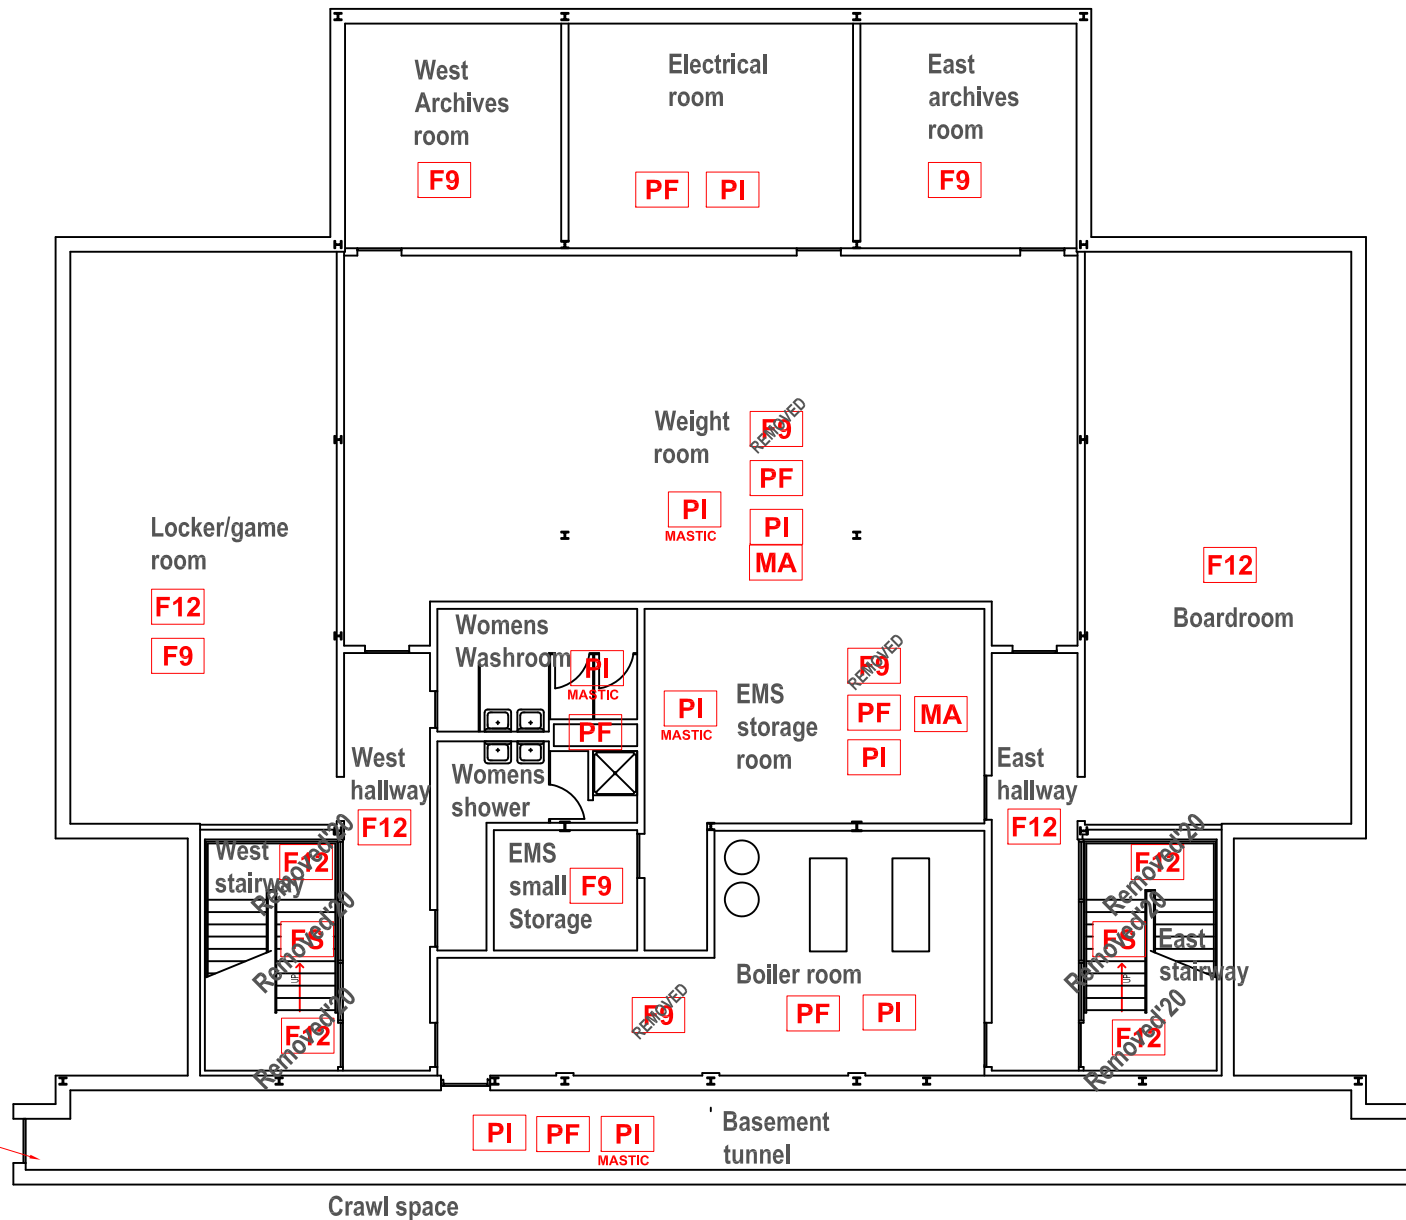 West
Archives
room
F9
Electrical
room
PF PI
East
archives
room
F9
Weight
room
F9
REMOVED
PF
PI
MASTIC
PI
MA
Locker/game
room
F12
F9
F12
Boardroom
Womens
Washroom
PI
MASTIC
PF
EMS
storage
room
F9
REMOVED
PF
MA
PI
PI
MASTIC
West
hallway
F12
Womens
shower
East
hallway
F12
West
stairway
F12
Removed'20
FS
Removed'20
UP
F12
Removed'20
EMS
small
Storage
F9
Boiler room
F9
REMOVED
PF
PI
F12
Removed'20
FS
Removed'20
East
stairway
UP
F12
Removed'20
PI PF PI
MASTIC
Basement
tunnel
Crawl space